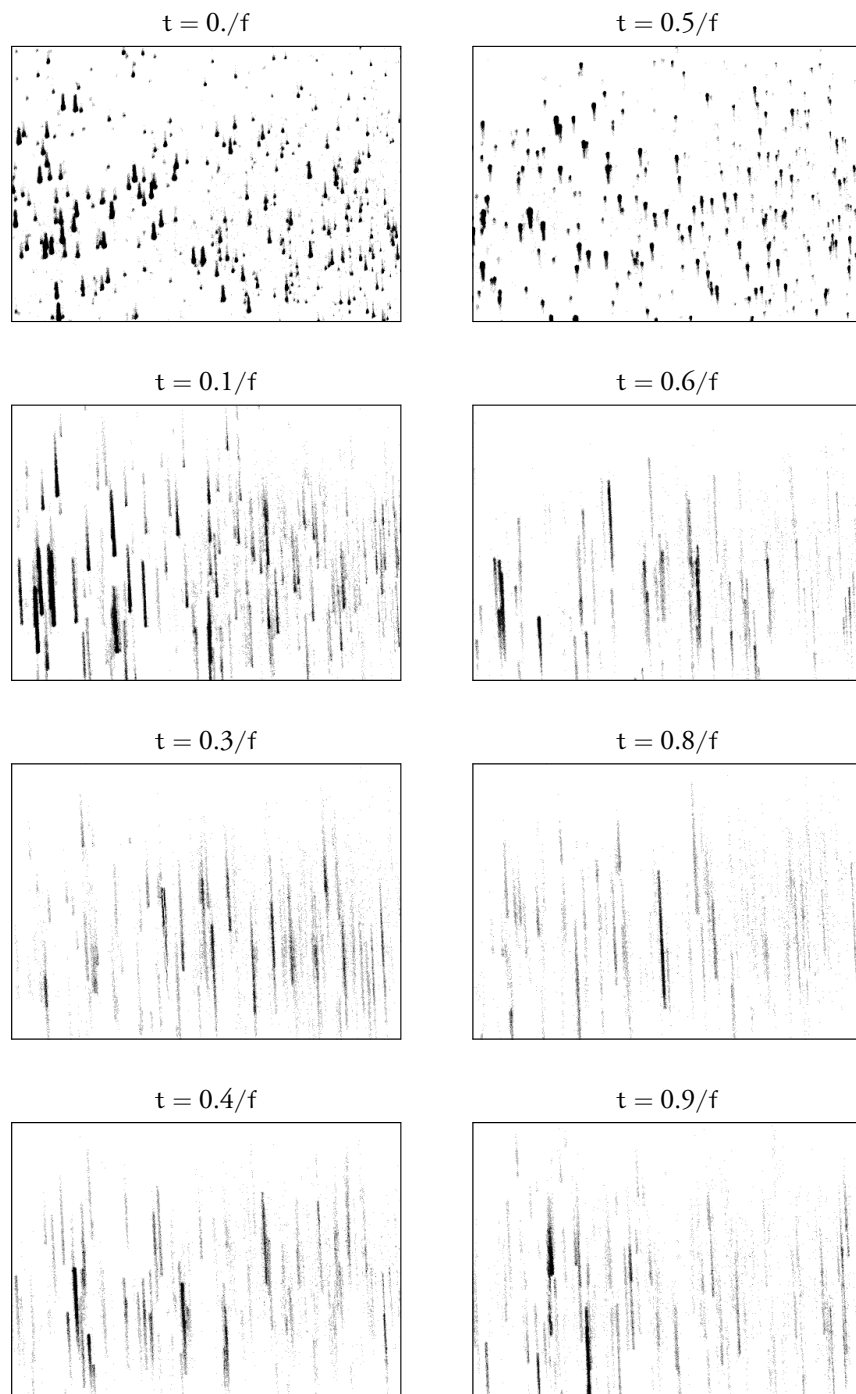 t = 0./f
t = 0.5/f
t = 0.1/f
t = 0.6/f
t = 0.3/f
t = 0.8/f
t = 0.4/f
t = 0.9/f